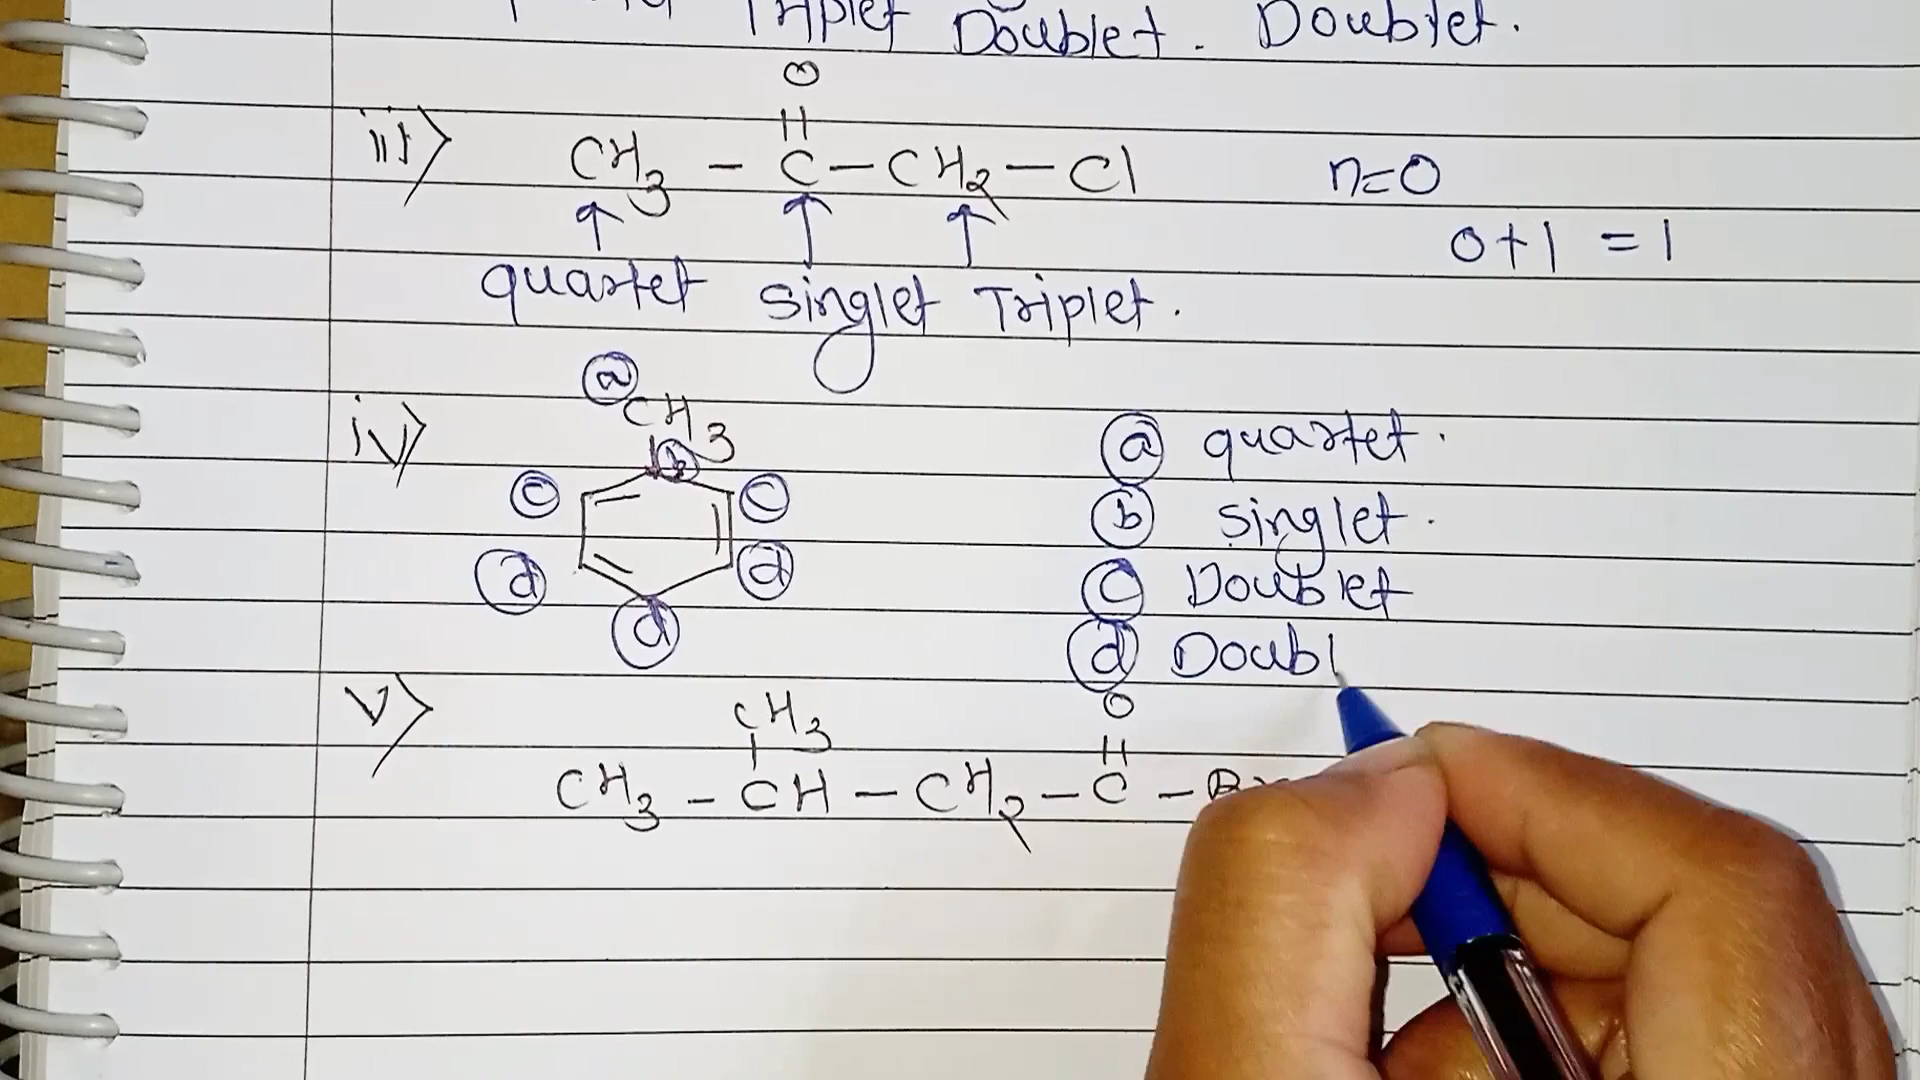 Triplet Doublet. Doublet.
O
||
iii) CH3 - C - CH2 - Cl n=0
↑ ↑ ↑ 0+1 = 1
quartet singlet Triplet.
iv) ⓐ CH3 ⓐ quartet.
ⓑ
ⓒ ⓒ ⓑ singlet.
ⓓ ⓓ ⓒ Doublet
ⓓ ⓓ Doubl
v) CH3 O
| ||
CH3 - CH - CH2 - C - Br